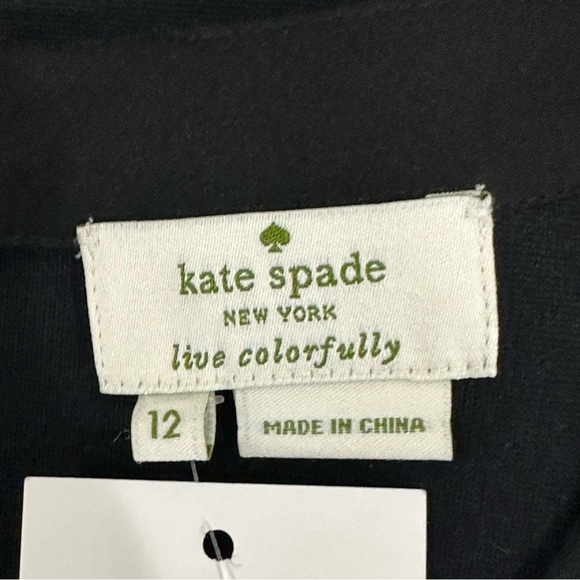 kate spade
NEW YORK
live colorfully
12
MADE IN CHINA